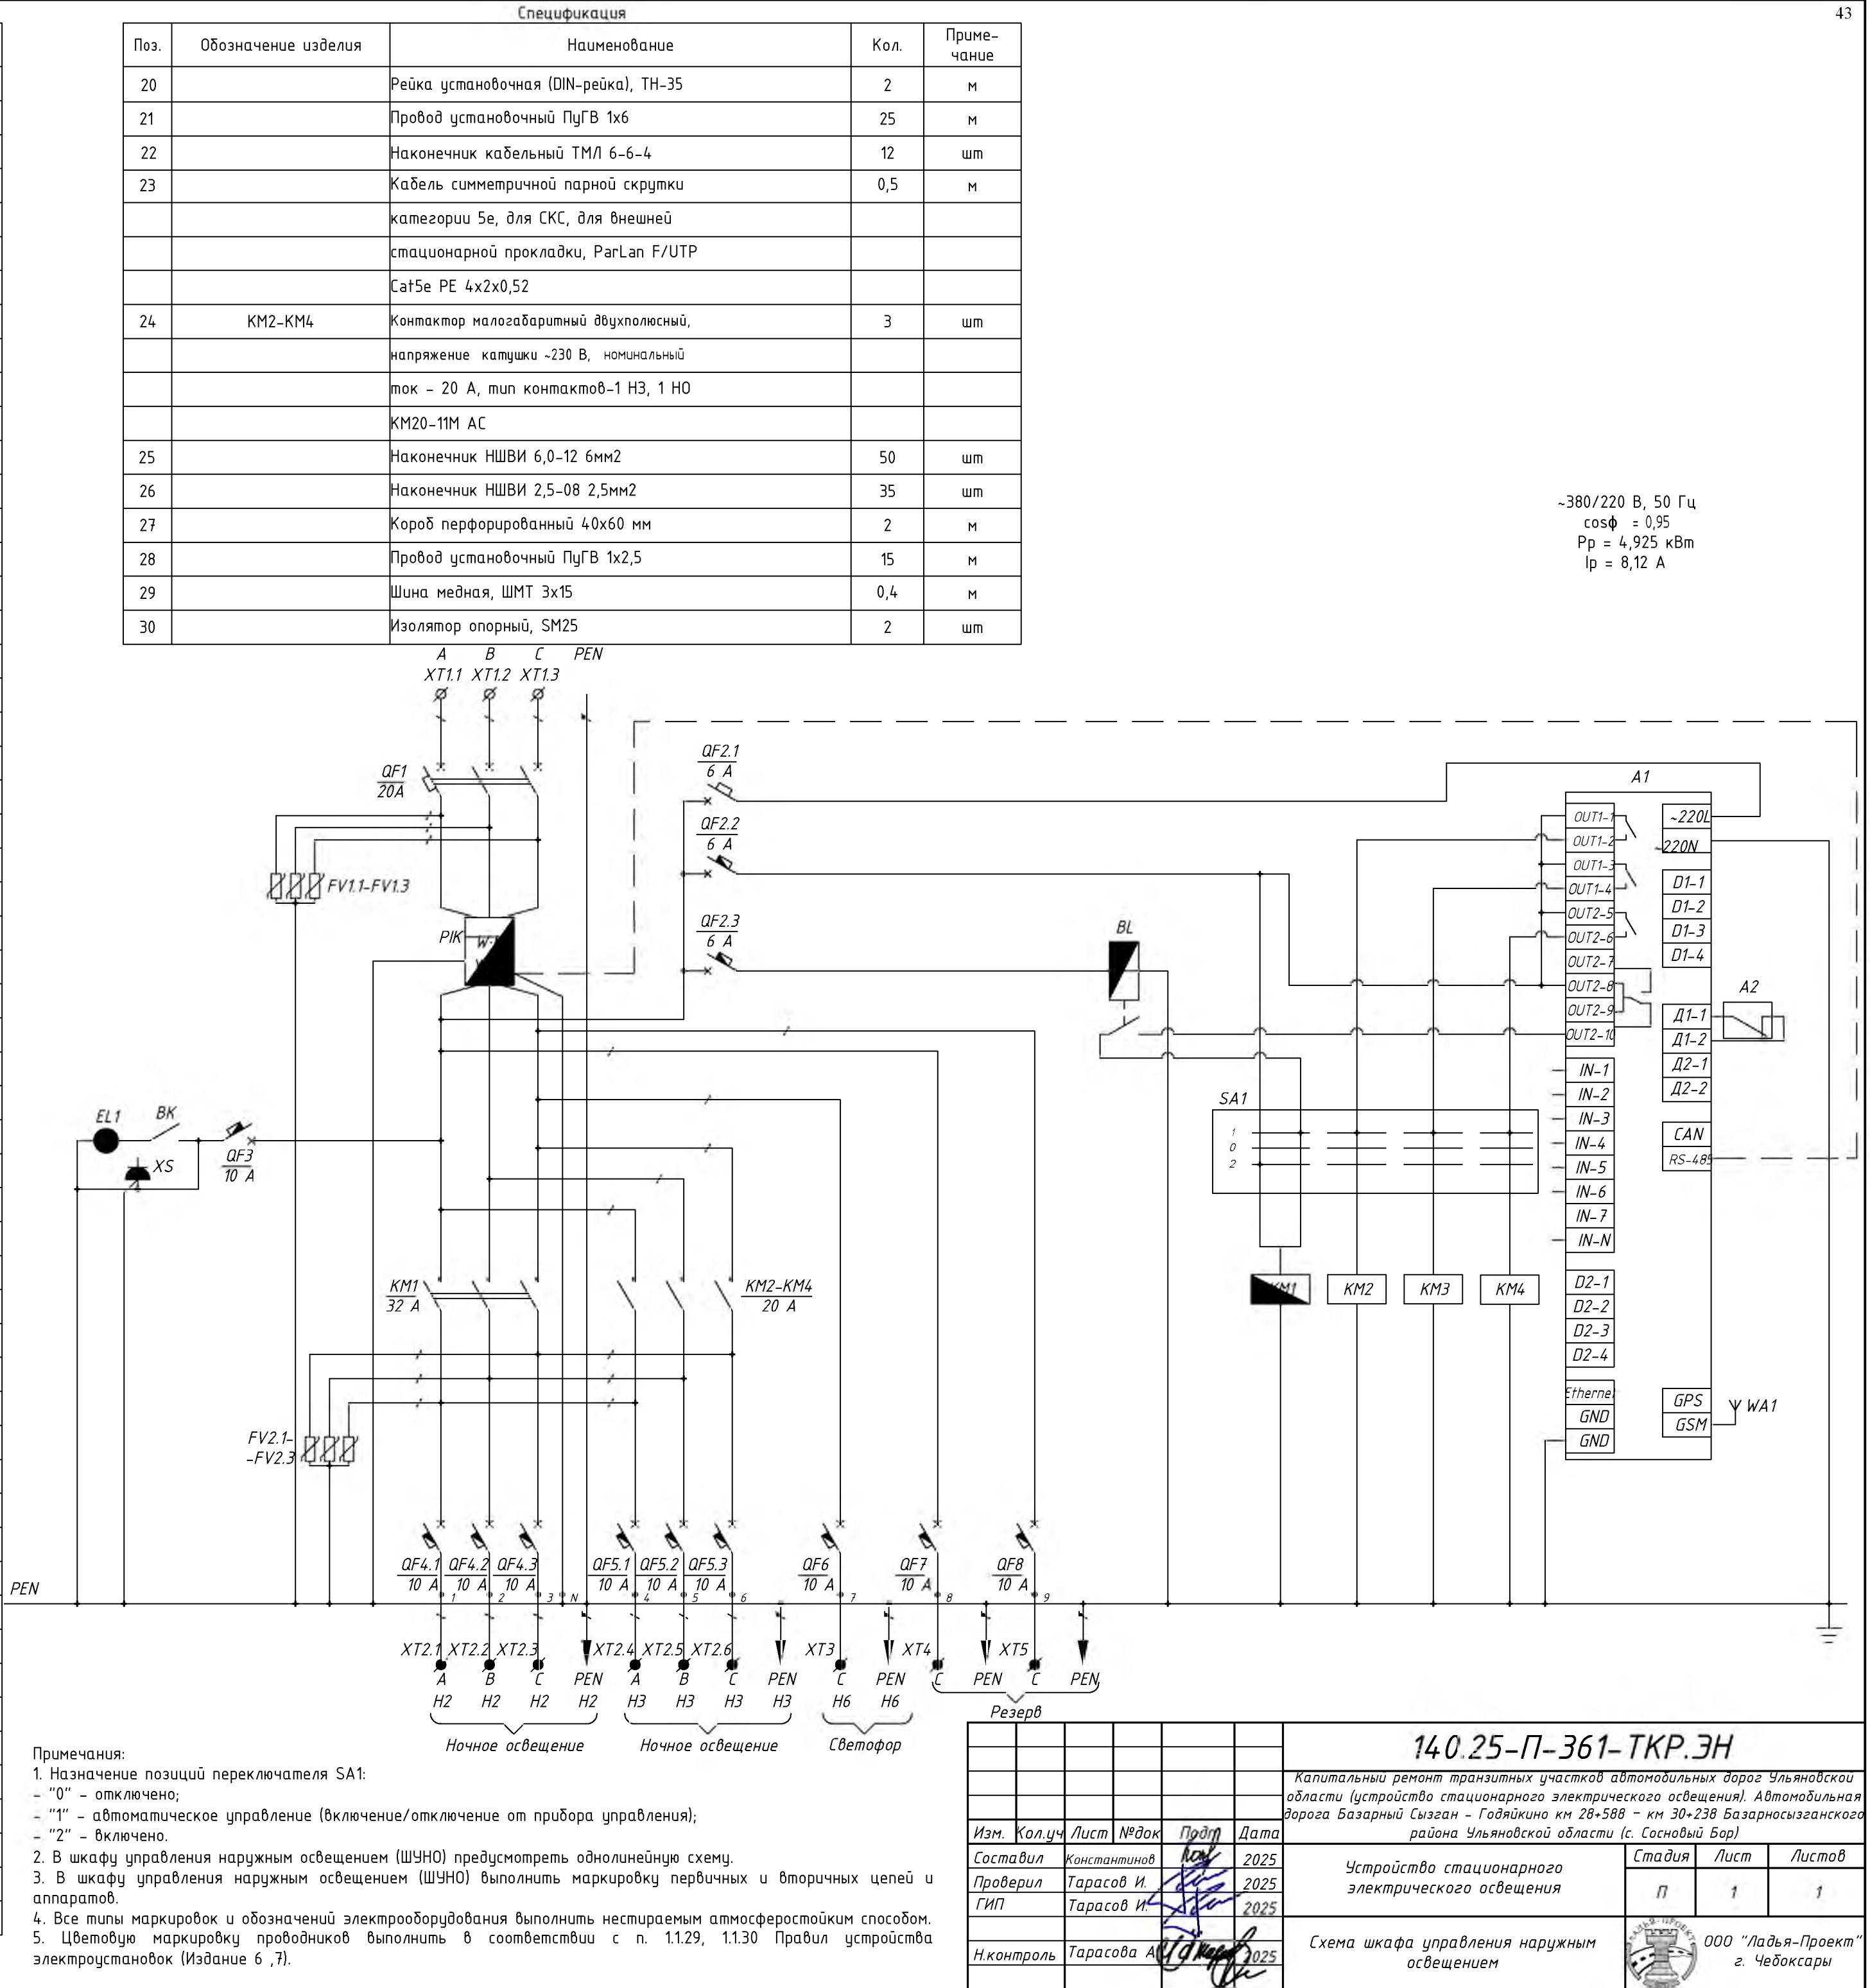 43
Спецификация
Поз. Обозначение изделия Наименование Кол. Приме-
чание
20 Рейка установочная (DIN-рейка), ТН-35 2 м
21 Провод установочный ПуГВ 1х6 25 м
22 Наконечник кабельный ТМЛ 6-6-4 12 шт
23 Кабель симметричной парной скрутки 0,5 м
категории 5е, для СКС, для внешней
стационарной прокладки, ParLan F/UTP
Cat5e PE 4х2х0,52
24 КМ2-КМ4 Контактор малогабаритный двухполюсный, 3 шт
напряжение катушки ~230 В, номинальный
ток - 20 А, тип контактов-1 НЗ, 1 НО
КМ20-11М АС
25 Наконечник НШВИ 6,0-12 6мм2 50 шт
26 Наконечник НШВИ 2,5-08 2,5мм2 35 шт
27 Короб перфорированный 40х60 мм 2 м
28 Провод установочный ПуГВ 1х2,5 15 м
29 Шина медная, ШМТ 3х15 0,4 м
30 Изолятор опорный, SM25 2 шт
~380/220 В, 50 Гц
cosф = 0,95
Рр = 4,925 кВт
Iр = 8,12 А
A B C PEN
XT1.1 XT1.2 XT1.3
QF1
20A
QF2.1
6 A
QF2.2
6 A
QF2.3
6 A
FV1.1-FV1.3
PIK
BL
A1
OUT1-1
OUT1-2
OUT1-3
OUT1-4
OUT2-5
OUT2-6
OUT2-7
OUT2-8
OUT2-9
OUT2-10
IN-1
IN-2
IN-3
IN-4
IN-5
IN-6
IN-7
IN-N
D2-1
D2-2
D2-3
D2-4
Etherne
GND
GND
~220L
~220N
D1-1
D1-2
D1-3
D1-4
Д1-1
Д1-2
Д2-1
Д2-2
CAN
RS-485
GPS
GSM
A2
WA1
SA1
1
0
2
EL1 BK
XS
QF3
10 A
KM1
32 A
KM2-KM4
20 A
KM1 KM2 KM3 KM4
FV2.1-
-FV2.3
QF4.1 QF4.2 QF4.3 QF5.1 QF5.2 QF5.3 QF6 QF7 QF8
10 A 10 A 10 A 10 A 10 A 10 A 10 A 10 A 10 A
PEN
1 2 3 N 4 5 6 7 8 9
XT2.1 XT2.2 XT2.3 XT2.4 XT2.5 XT2.6 XT3 XT4 XT5
A B C PEN A B C PEN C PEN C PEN C PEN
H2 H2 H2 H2 H3 H3 H3 H3 H6 H6
Резерв
Ночное освещение Ночное освещение Светофор
Примечания:
1. Назначение позиций переключателя SA1:
- "0" - отключено;
- "1" - автоматическое управление (включение/отключение от прибора управления);
- "2" - включено.
2. В шкафу управления наружным освещением (ШУНО) предусмотреть однолинейную схему.
3. В шкафу управления наружным освещением (ШУНО) выполнить маркировку первичных и вторичных цепей и
аппаратов.
4. Все типы маркировок и обозначений электрооборудования выполнить нестираемым атмосферостойким способом.
5. Цветовую маркировку проводников выполнить в соответствии с п. 1.1.29, 1.1.30 Правил устройства
электроустановок (Издание 6 ,7).
140.25-П-361-ТКР.ЭН
Капитальный ремонт транзитных участков автомобильных дорог Ульяновской
области (устройство стационарного электрического освещения). Автомобильная
дорога Базарный Сызган - Годяйкино км 28+588 - км 30+238 Базарносызганского
района Ульяновской области (с. Сосновый Бор)
Изм. Кол.уч Лист №док Подп Дата
Составил Константинов 2025
Проверил Тарасов И. 2025
ГИП Тарасов И. 2025
Н.контроль Тарасова А 2025
Устройство стационарного
электрического освещения
Стадия Лист Листов
П 1 1
Схема шкафа управления наружным
освещением
ООО "Ладья-Проект"
г. Чебоксары